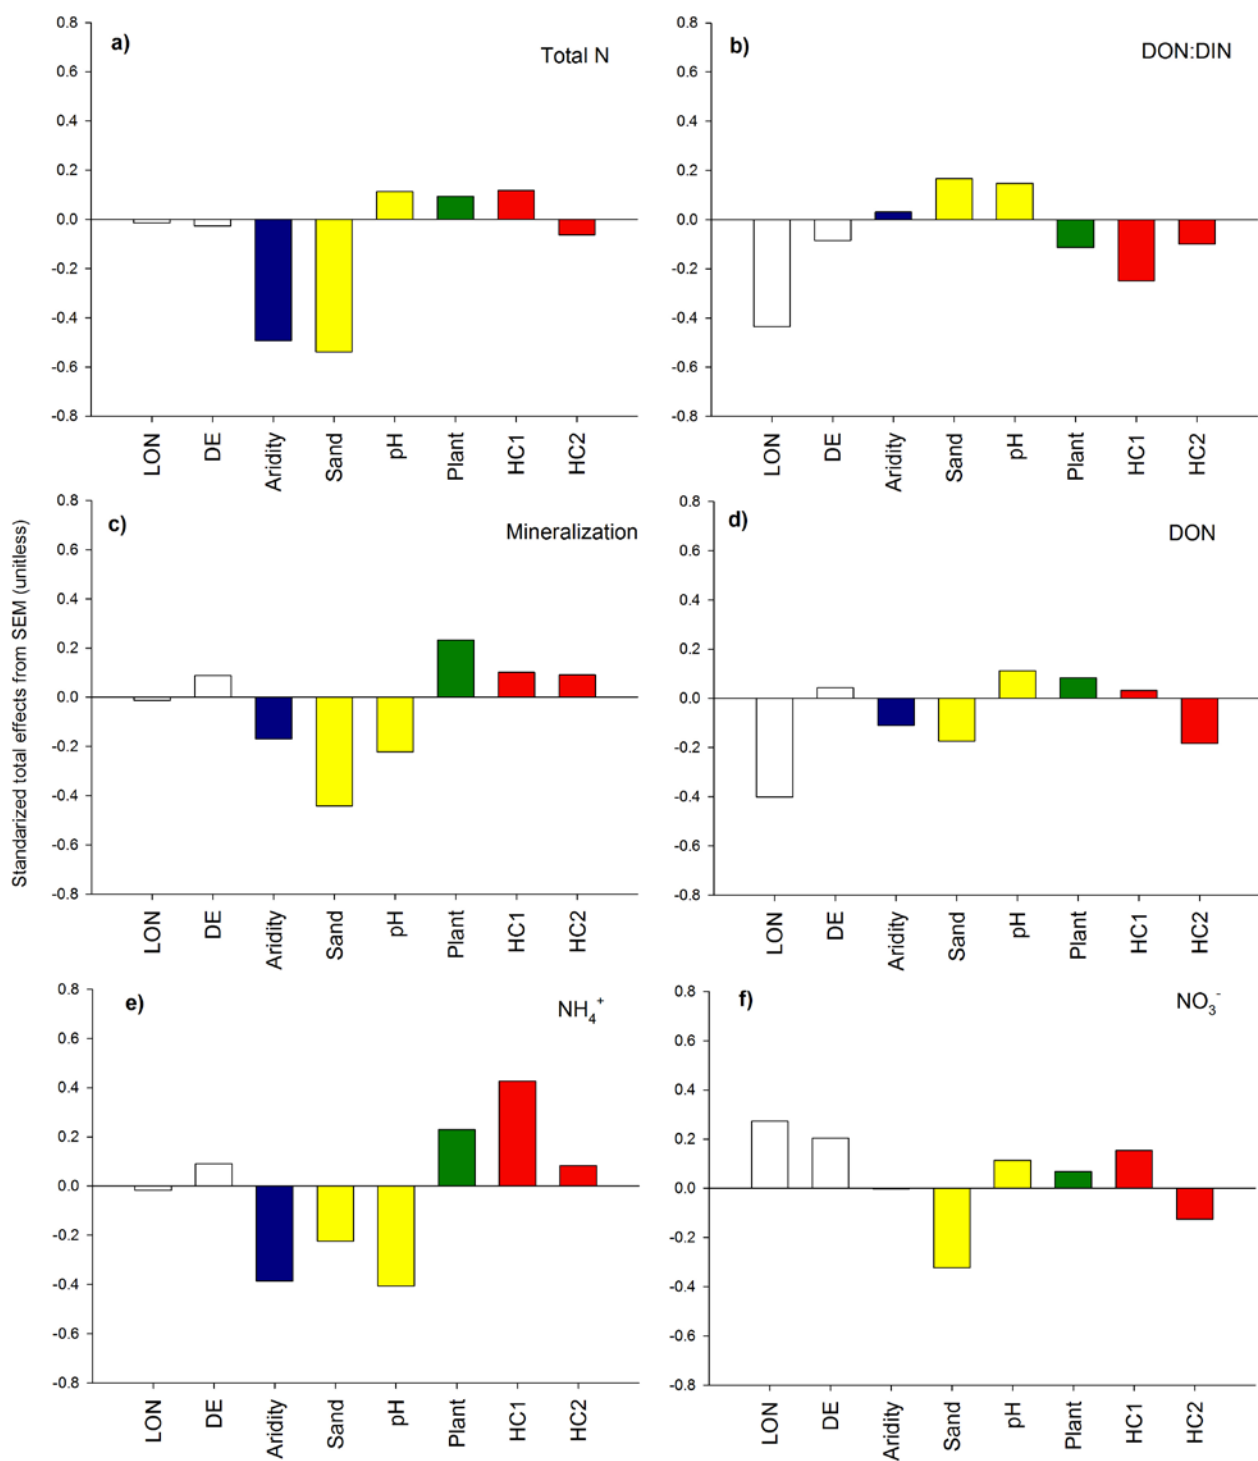 Standarized total effects from SEM (unitless)
a)
Total N
0.8
0.6
0.4
0.2
0.0
-0.2
-0.4
-0.6
-0.8
LON
DE
Aridity
Sand
pH
Plant
HC1
HC2
b)
DON:DIN
0.8
0.6
0.4
0.2
0.0
-0.2
-0.4
-0.6
-0.8
LON
DE
Aridity
Sand
pH
Plant
HC1
HC2
c)
Mineralization
0.8
0.6
0.4
0.2
0.0
-0.2
-0.4
-0.6
-0.8
LON
DE
Aridity
Sand
pH
Plant
HC1
HC2
d)
DON
0.8
0.6
0.4
0.2
0.0
-0.2
-0.4
-0.6
-0.8
LON
DE
Aridity
Sand
pH
Plant
HC1
HC2
e)
NH₄⁺
0.8
0.6
0.4
0.2
0.0
-0.2
-0.4
-0.6
-0.8
LON
DE
Aridity
Sand
pH
Plant
HC1
HC2
f)
NO₃⁻
0.8
0.6
0.4
0.2
0.0
-0.2
-0.4
-0.6
-0.8
LON
DE
Aridity
Sand
pH
Plant
HC1
HC2